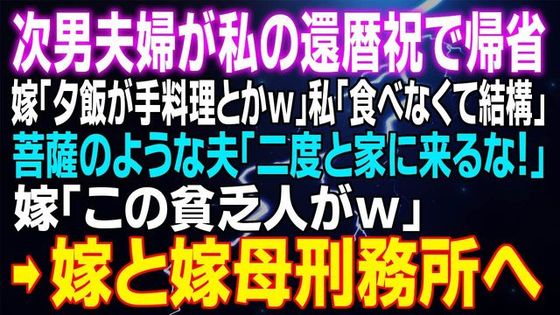 次男夫婦が私の還暦祝で帰省
嫁「夕飯が手料理とかw」私「食べなくて結構」
菩薩のような夫「二度と家に来るな!」
嫁「この貧乏人がw」
➡嫁と嫁母刑務所へ